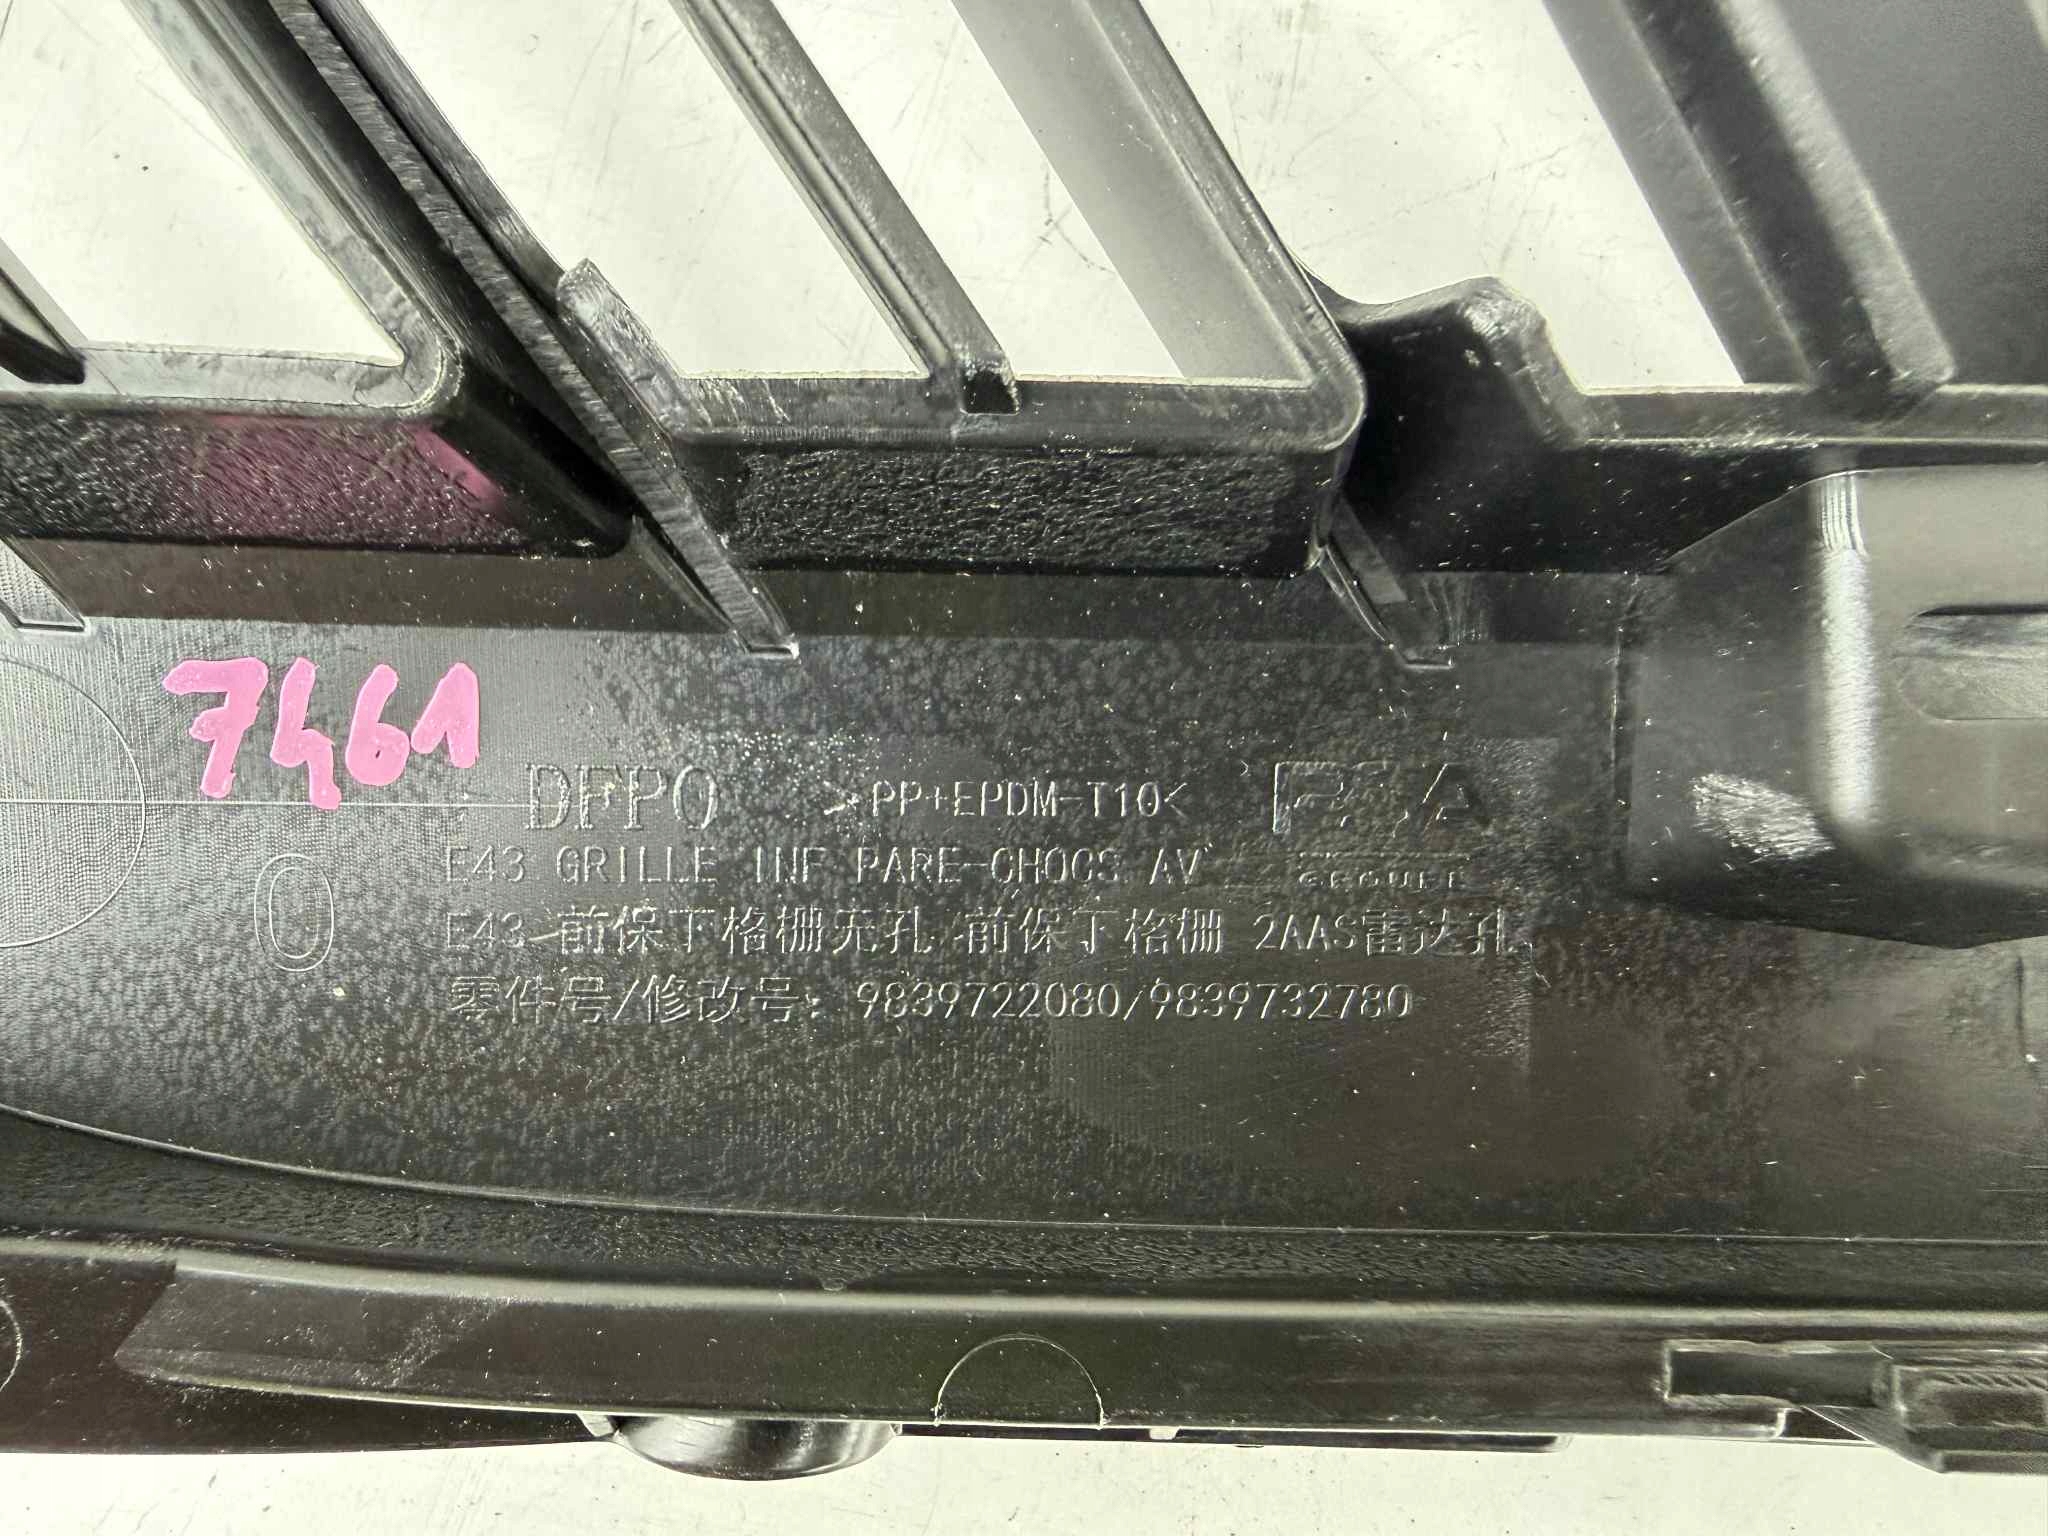 7461
DFPO >PP+EPDM-T10< PSA
E43 GRILLE INF PARE-CHOCS AV GROUPE
0
E43 前保下格栅无孔/前保下格栅 2AAS雷达孔
零件号/修改号: 9839722080/9839732780